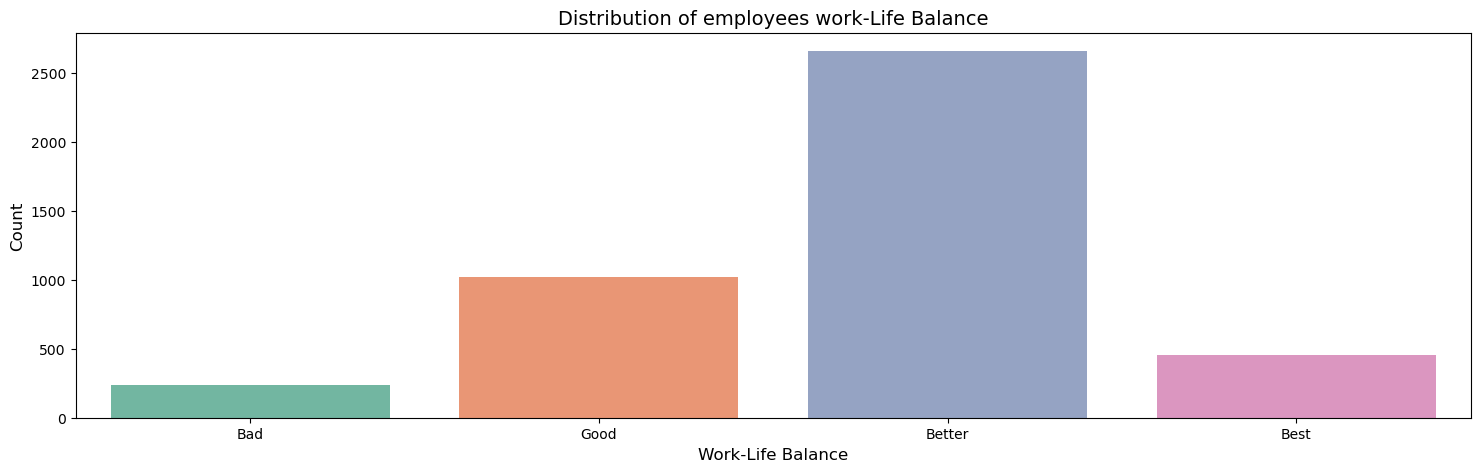 Distribution of employees work-Life Balance
2500
2000
1500
1000
500
0
Count
Bad Good Better Best
Work-Life Balance